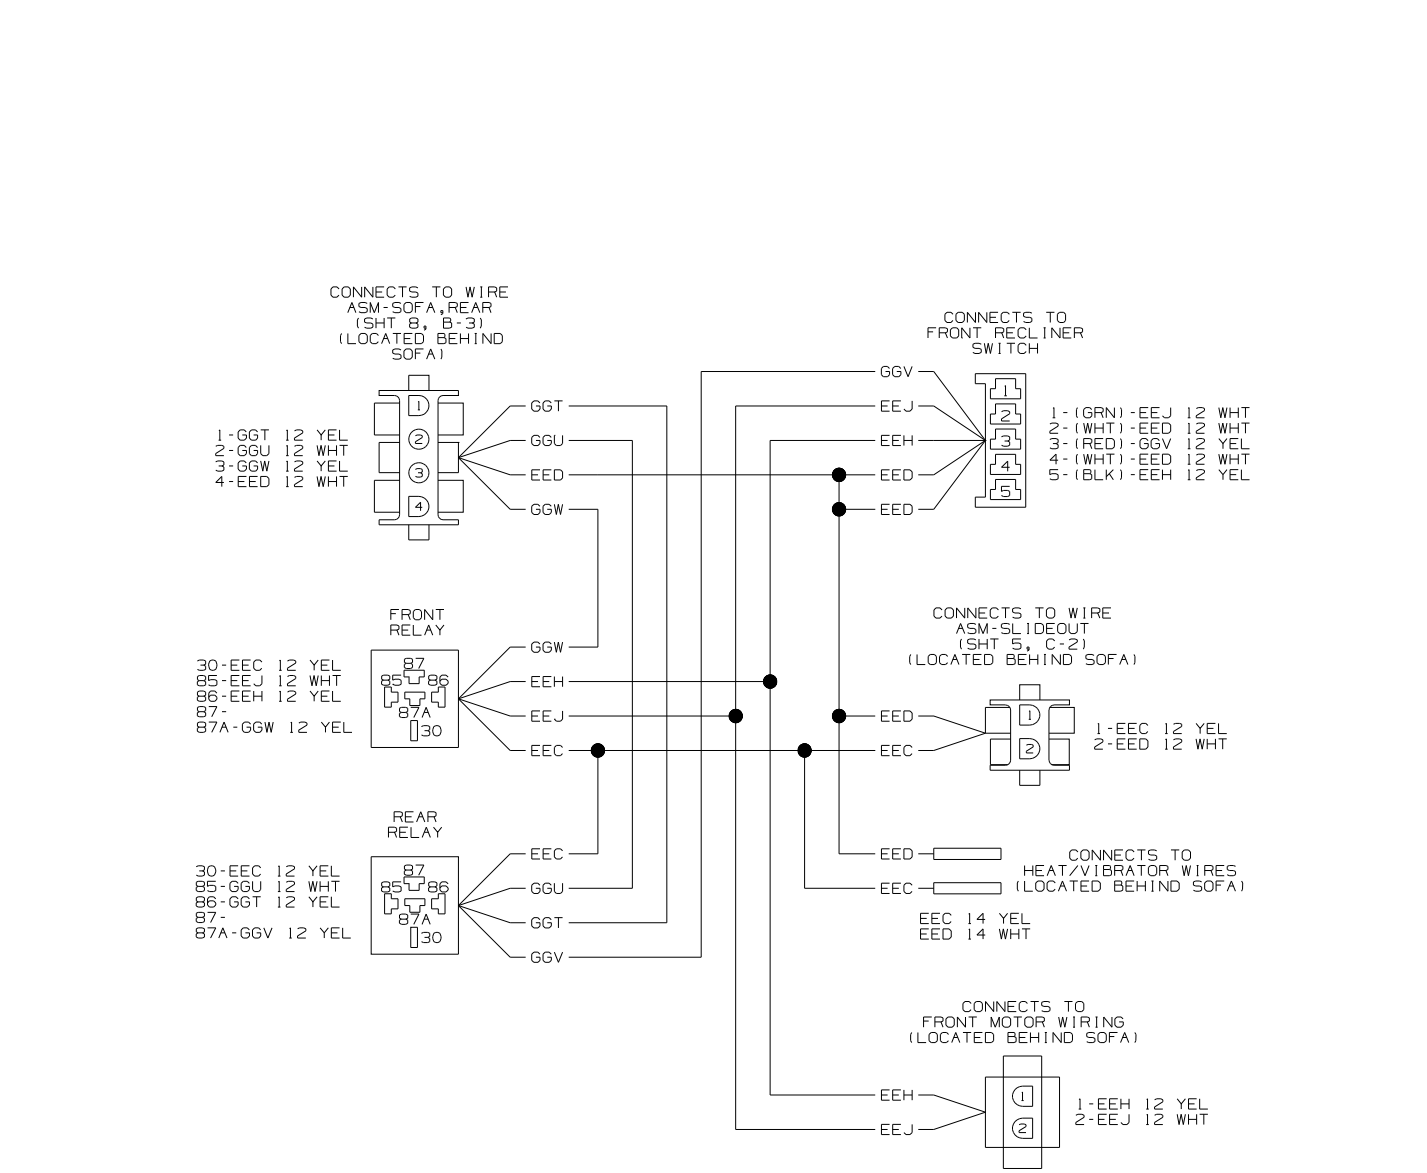 CONNECTS TO WIRE
ASM-SOFA,REAR
(SHT 8, B-3)
(LOCATED BEHIND
SOFA)
1-GGT 12 YEL
2-GGU 12 WHT
3-GGW 12 YEL
4-EED 12 WHT
1
2
3
4
GGT
GGU
EED
GGW
CONNECTS TO
FRONT RECLINER
SWITCH
GGV
EEJ
EEH
EED
EED
1
2
3
4
5
1-(GRN)-EEJ 12 WHT
2-(WHT)-EED 12 WHT
3-(RED)-GGV 12 YEL
4-(WHT)-EED 12 WHT
5-(BLK)-EEH 12 YEL
FRONT
RELAY
30-EEC 12 YEL
85-EEJ 12 WHT
86-EEH 12 YEL
87-
87A-GGW 12 YEL
87
85 86
87A
30
GGW
EEH
EEJ
EEC
CONNECTS TO WIRE
ASM-SLIDEOUT
(SHT 5, C-2)
(LOCATED BEHIND SOFA)
EED
EEC
1
2
1-EEC 12 YEL
2-EED 12 WHT
REAR
RELAY
30-EEC 12 YEL
85-GGU 12 WHT
86-GGT 12 YEL
87-
87A-GGV 12 YEL
87
85 86
87A
30
EEC
GGU
GGT
GGV
EED
EEC
CONNECTS TO
HEAT/VIBRATOR WIRES
(LOCATED BEHIND SOFA)
EEC 14 YEL
EED 14 WHT
CONNECTS TO
FRONT MOTOR WIRING
(LOCATED BEHIND SOFA)
EEH
EEJ
1
2
1-EEH 12 YEL
2-EEJ 12 WHT